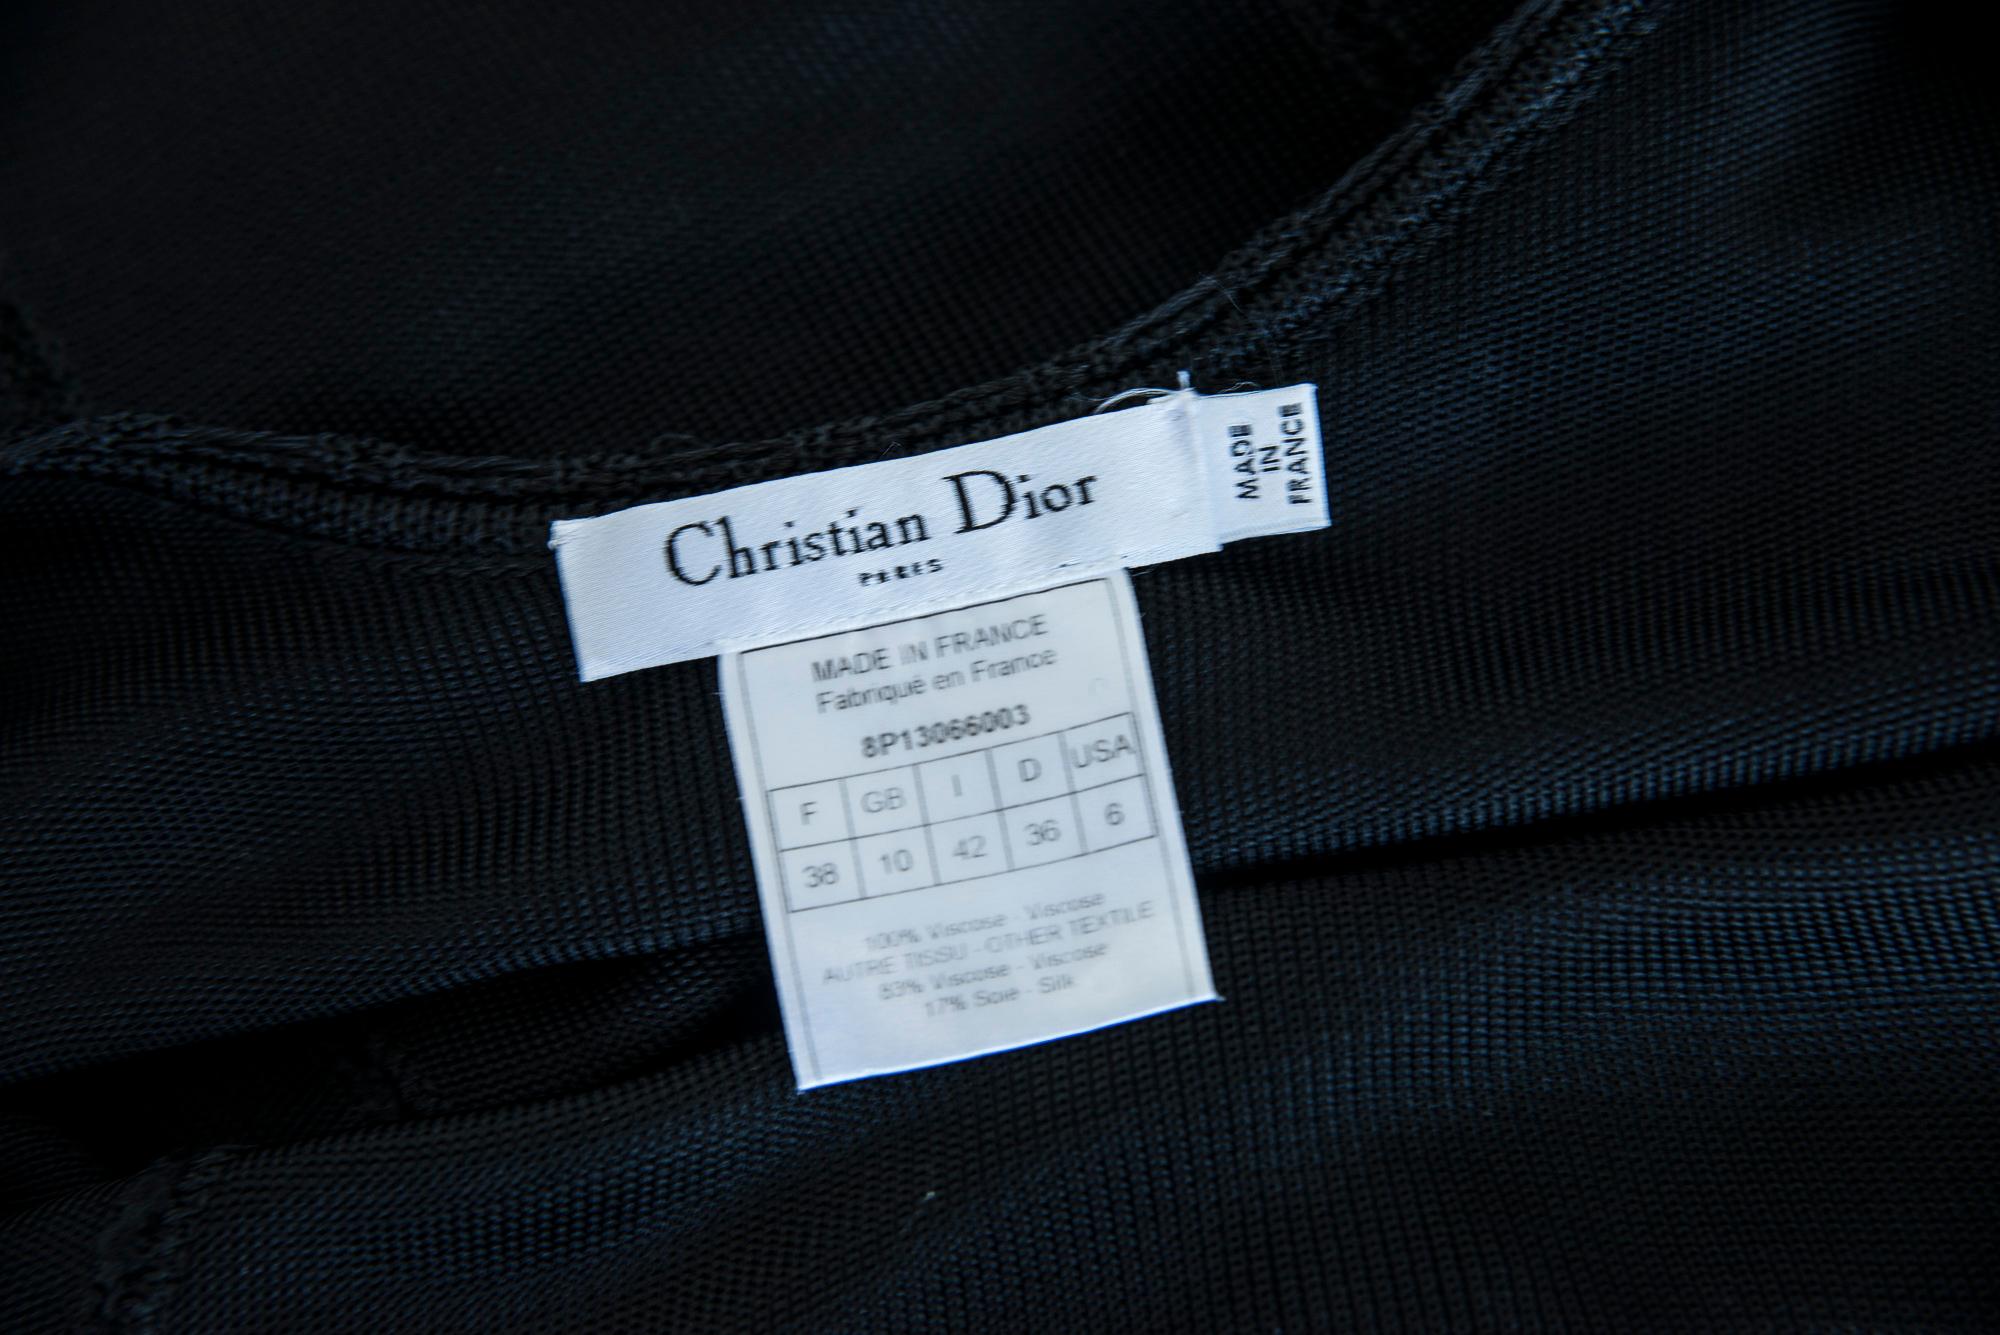 Christian Dior
PARIS
MADE
IN
FRANCE
MADE IN FRANCE
Fabriqué en France
8P13066003
F GB I D USA
38 10 42 36 6
100% Viscose - Viscose
AUTRE TISSU - OTHER TEXTILE
83% Viscose - Viscose
17% Soie - Silk